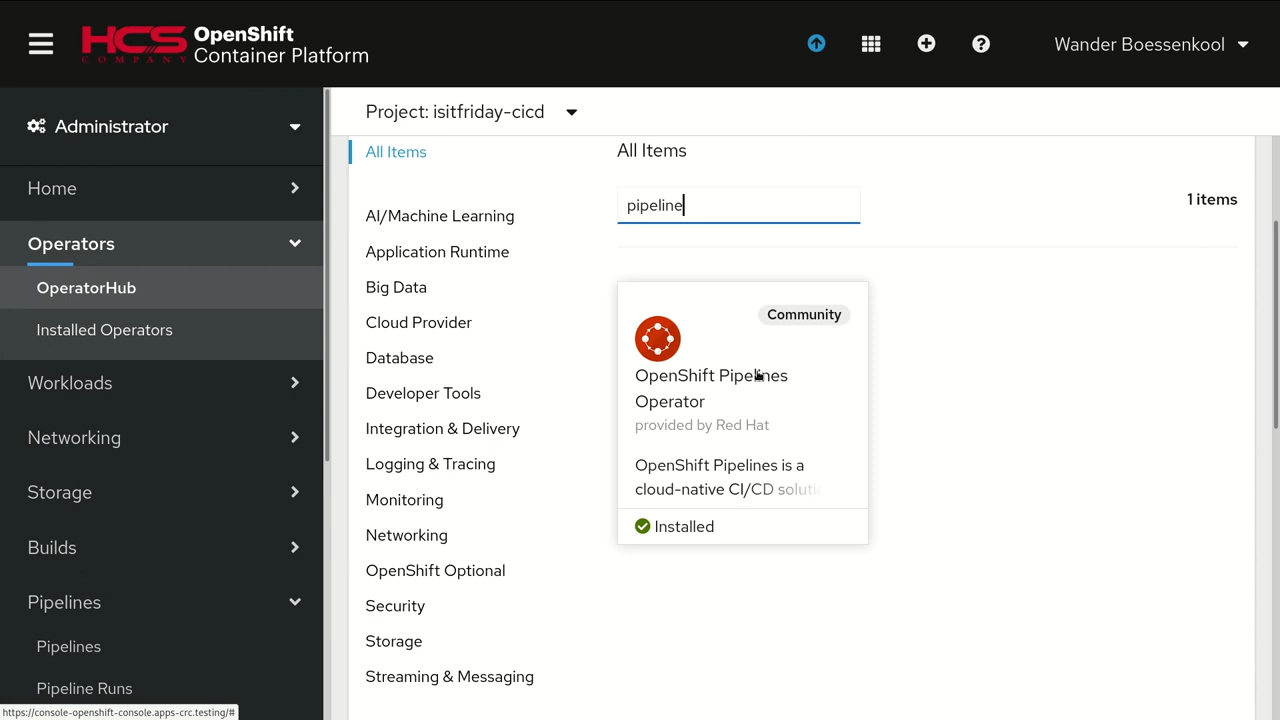 HCS
COMPANY
OpenShift
Container Platform
Wander Boessenkool
Administrator
Home
Operators
OperatorHub
Installed Operators
Workloads
Networking
Storage
Builds
Pipelines
Pipelines
Pipeline Runs
https://console-openshift-console.apps-crc.testing/#
Project: isitfriday-cicd
All Items
AI/Machine Learning
Application Runtime
Big Data
Cloud Provider
Database
Developer Tools
Integration & Delivery
Logging & Tracing
Monitoring
Networking
OpenShift Optional
Security
Storage
Streaming & Messaging
All Items
pipeline
1 items
Community
OpenShift Pipelines
Operator
provided by Red Hat
OpenShift Pipelines is a
cloud-native CI/CD soluti
Installed